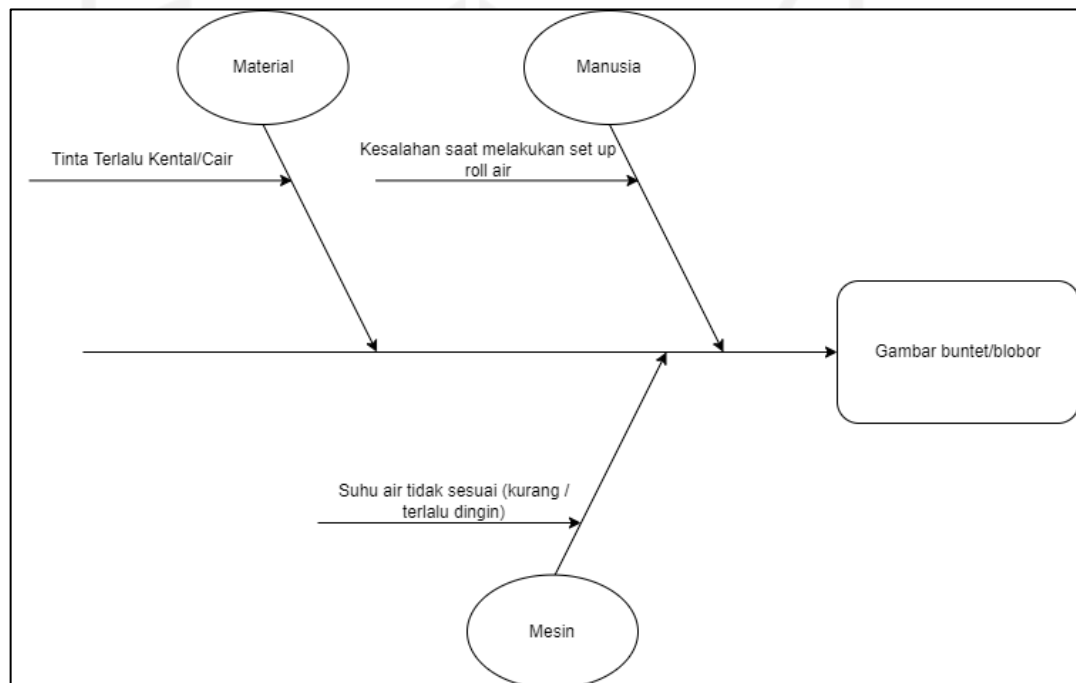 Material
Manusia
Tinta Terlalu Kental/Cair
Kesalahan saat melakukan set up
roll air
Gambar buntet/blobor
Suhu air tidak sesuai (kurang /
terlalu dingin)
Mesin